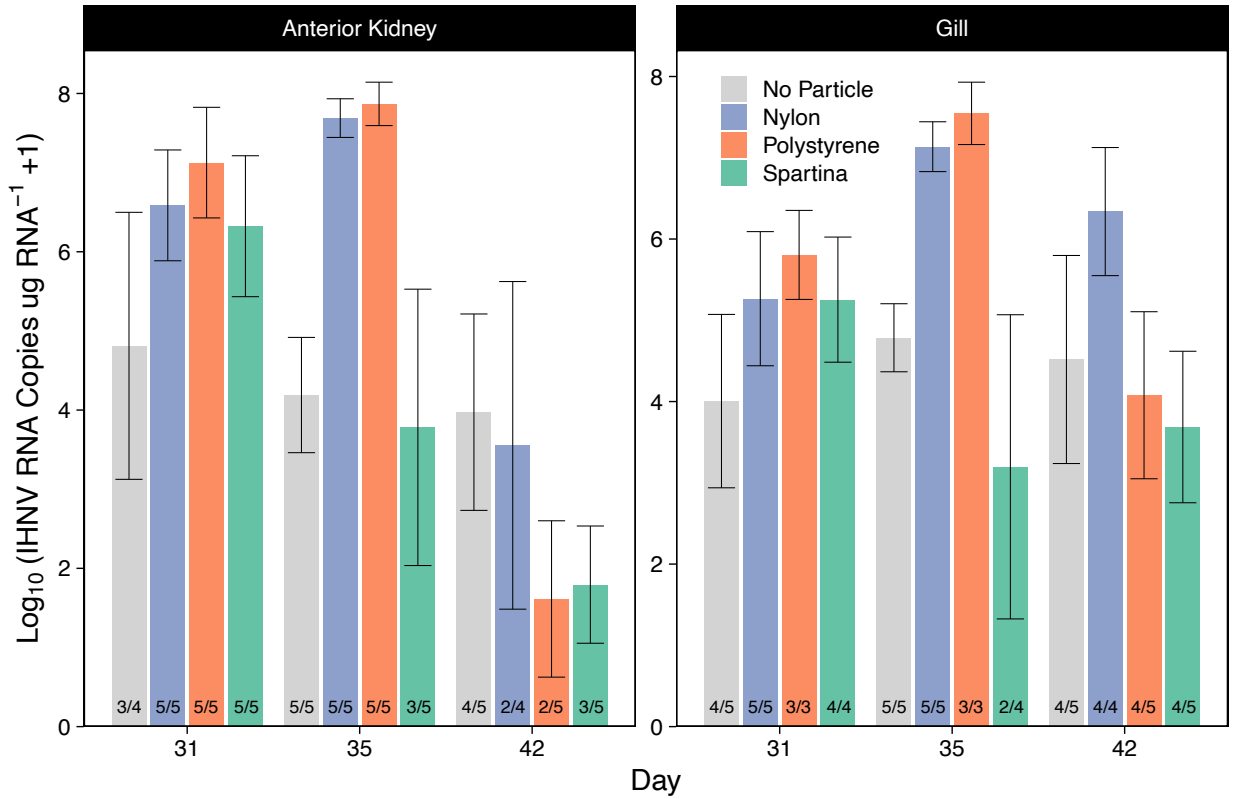 Anterior Kidney
Gill
Log10 (IHNV RNA Copies ug RNA−1 +1)
8
6
4
2
0
3/4 5/5 5/5 5/5 5/5 5/5 5/5 3/5 4/5 2/4 2/5 3/5
31 35 42
8
6
4
2
0
No Particle
Nylon
Polystyrene
Spartina
4/5 5/5 3/3 4/4 5/5 5/5 3/3 2/4 4/5 4/4 4/5 4/5
31 35 42
Day